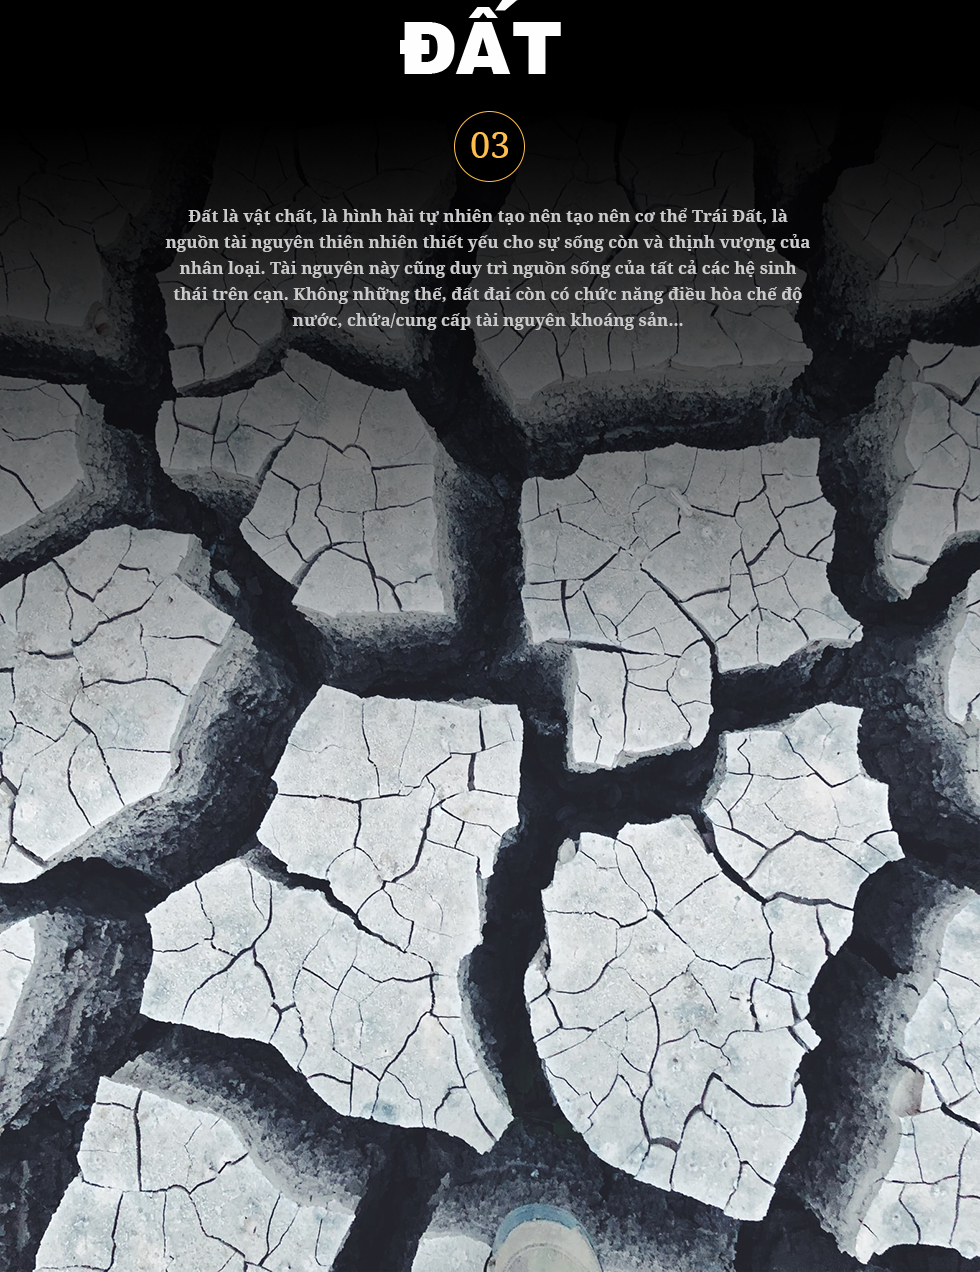 ĐẤT
03
Đất là vật chất, là hình hài tự nhiên tạo nên tạo nên cơ thể Trái Đất, là
nguồn tài nguyên thiên nhiên thiết yếu cho sự sống còn và thịnh vượng của
nhân loại. Tài nguyên này cũng duy trì nguồn sống của tất cả các hệ sinh
thái trên cạn. Không những thế, đất đai còn có chức năng điều hòa chế độ
nước, chứa/cung cấp tài nguyên khoáng sản...